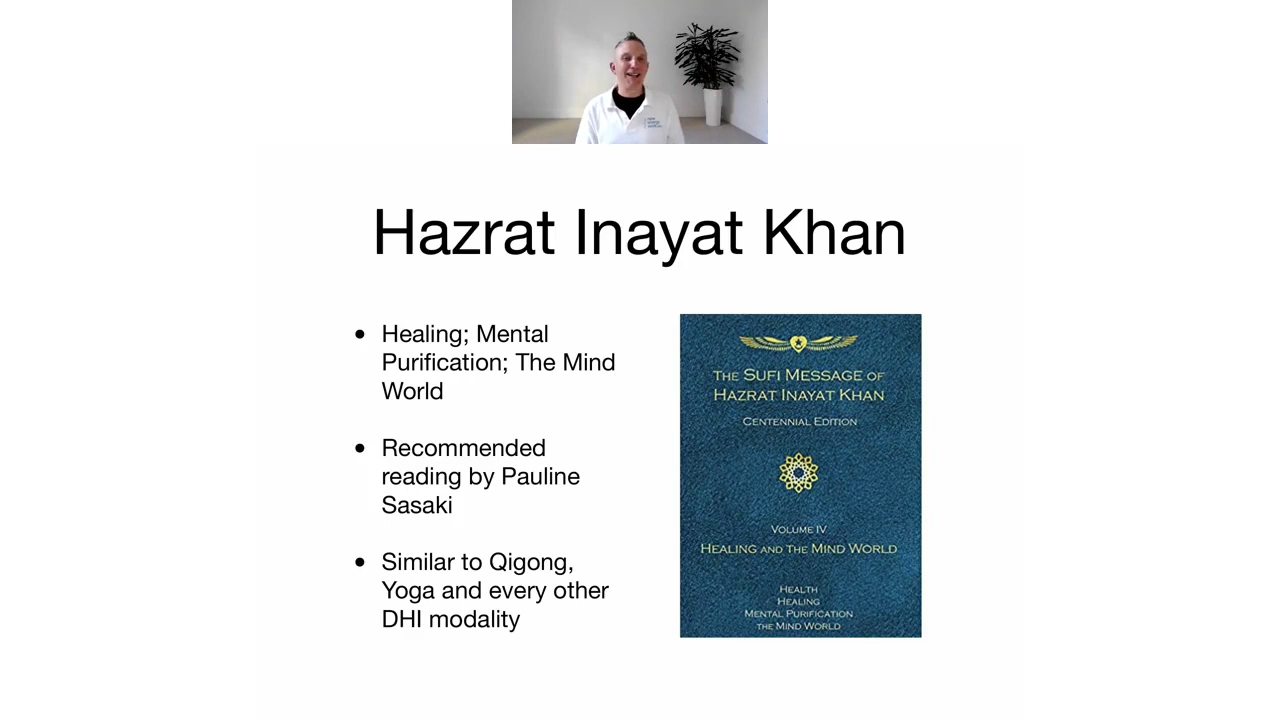 Hazrat Inayat Khan
• Healing; Mental
Purification; The Mind
World
• Recommended
reading by Pauline
Sasaki
• Similar to Qigong,
Yoga and every other
DHI modality
THE SUFI MESSAGE OF
HAZRAT INAYAT KHAN
CENTENNIAL EDITION
VOLUME IV
HEALING AND THE MIND WORLD
HEALTH
HEALING
MENTAL PURIFICATION
THE MIND WORLD